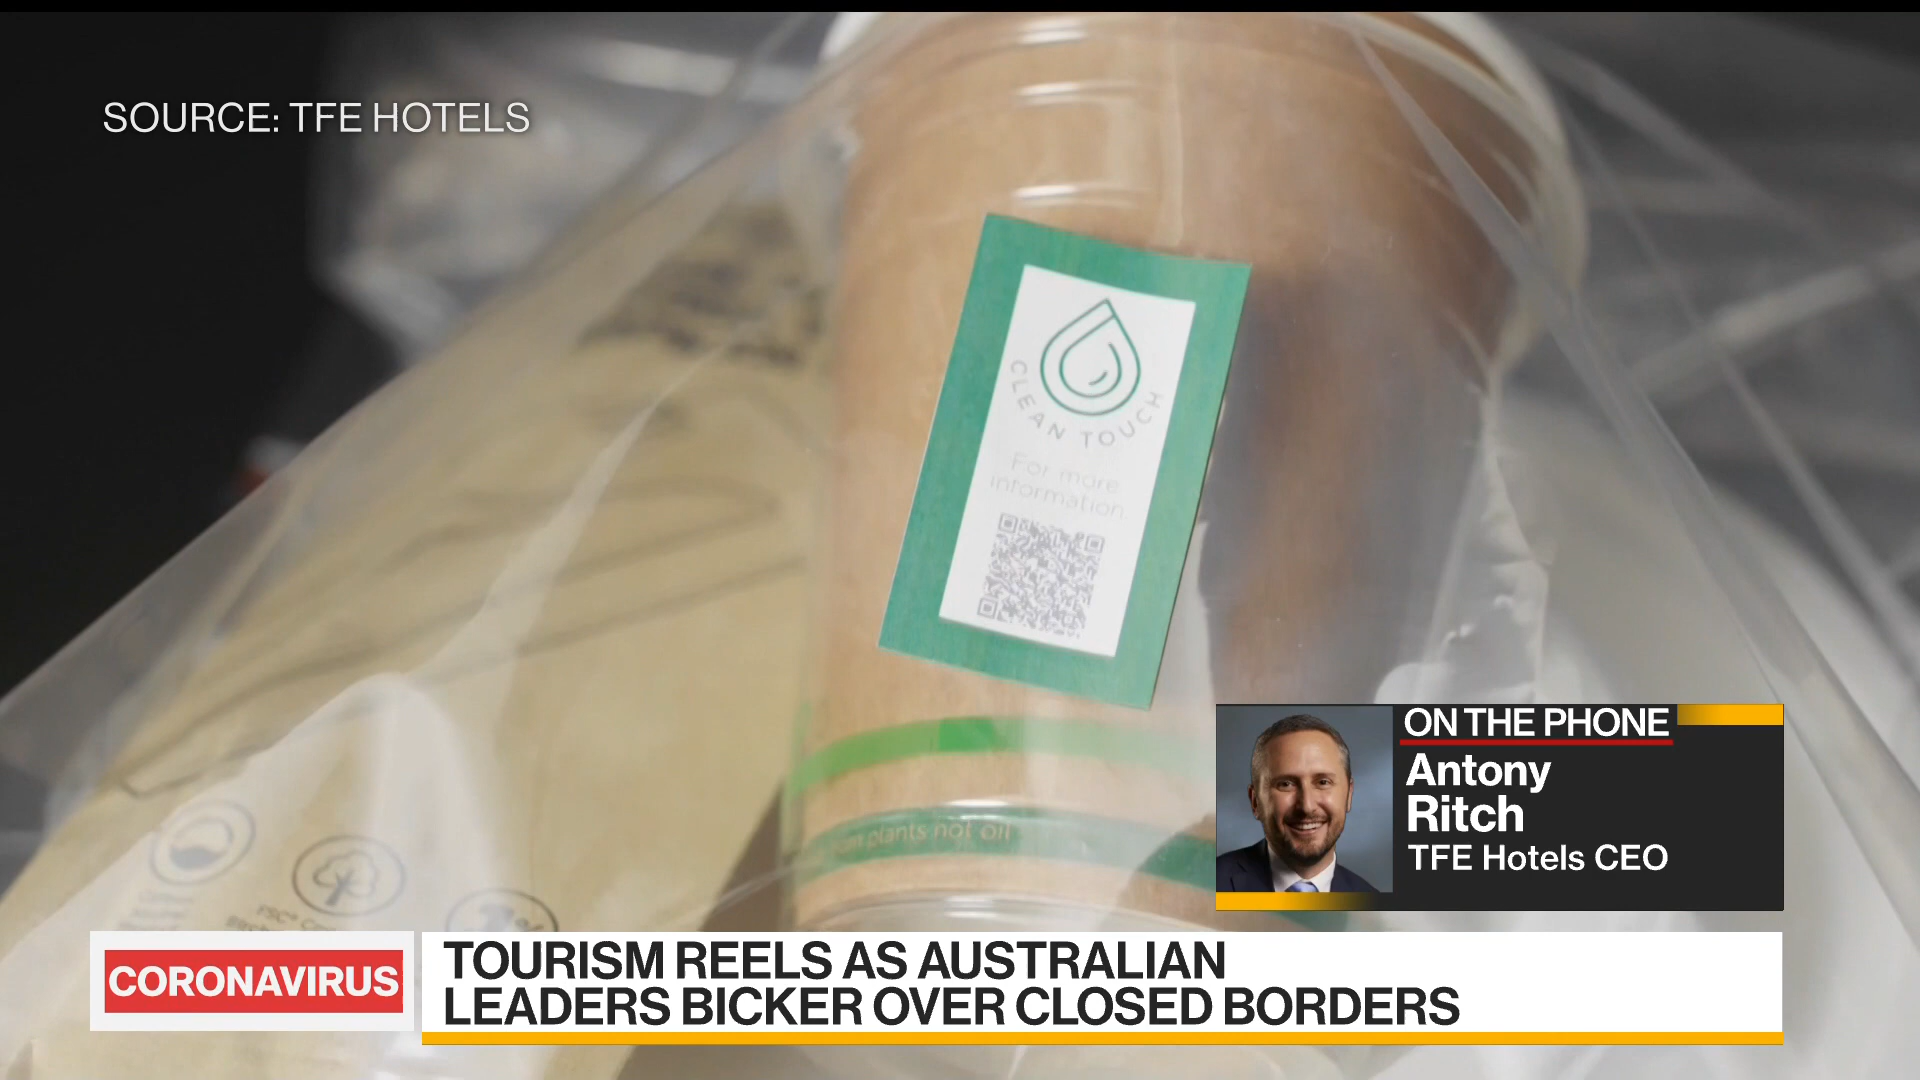 SOURCE: TFE HOTELS
CLEAN TOUCH
For more
information.
plants not oil
ON THE PHONE
Antony
Ritch
TFE Hotels CEO
CORONAVIRUS
TOURISM REELS AS AUSTRALIAN
LEADERS BICKER OVER CLOSED BORDERS